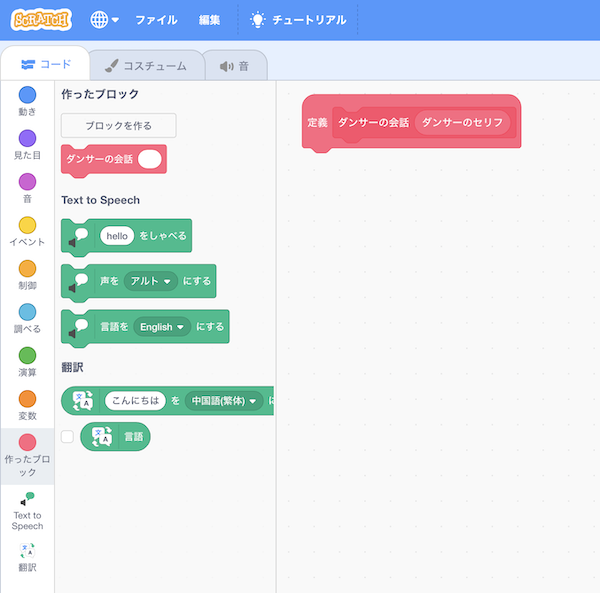 SCRATCH ファイル 編集 チュートリアル
コード コスチューム 音
動き
見た目
音
イベント
制御
調べる
演算
変数
作ったブロック
Text to Speech
翻訳
作ったブロック
ブロックを作る
ダンサーの会話
Text to Speech
hello をしゃべる
声を アルト にする
言語を English にする
翻訳
文 A こんにちは を 中国語(繁体) に
文 A 言語
定義 ダンサーの会話 ダンサーのセリフ